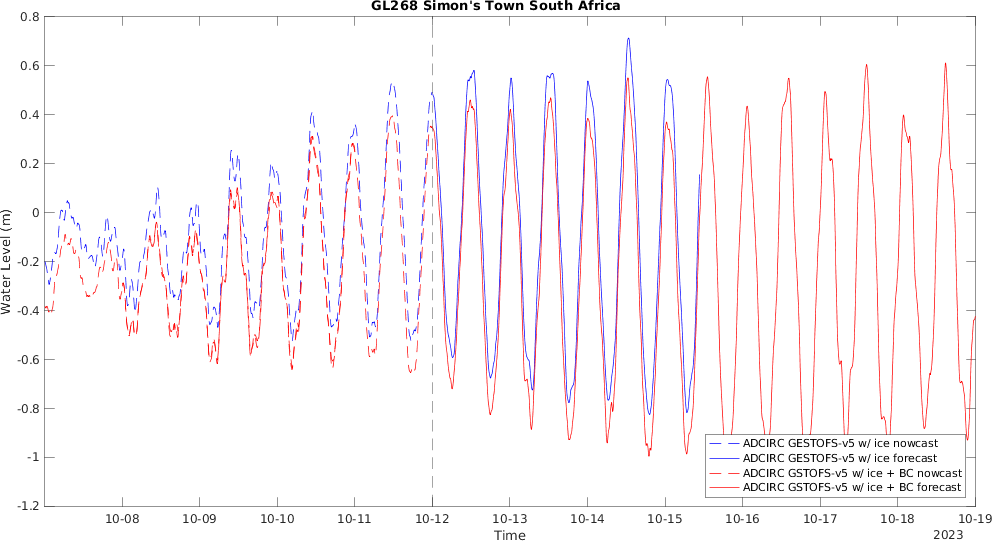 GL268 Simon's Town South Africa
0.8
0.6
0.4
0.2
0
-0.2
-0.4
-0.6
-0.8
-1
-1.2
Water Level (m)
ADCIRC GESTOFS-v5 w/ ice nowcast
ADCIRC GESTOFS-v5 w/ ice forecast
ADCIRC GSTOFS-v5 w/ ice + BC nowcast
ADCIRC GSTOFS-v5 w/ ice + BC forecast
10-08 10-09 10-10 10-11 10-12 10-13 10-14 10-15 10-16 10-17 10-18 10-19
Time
2023